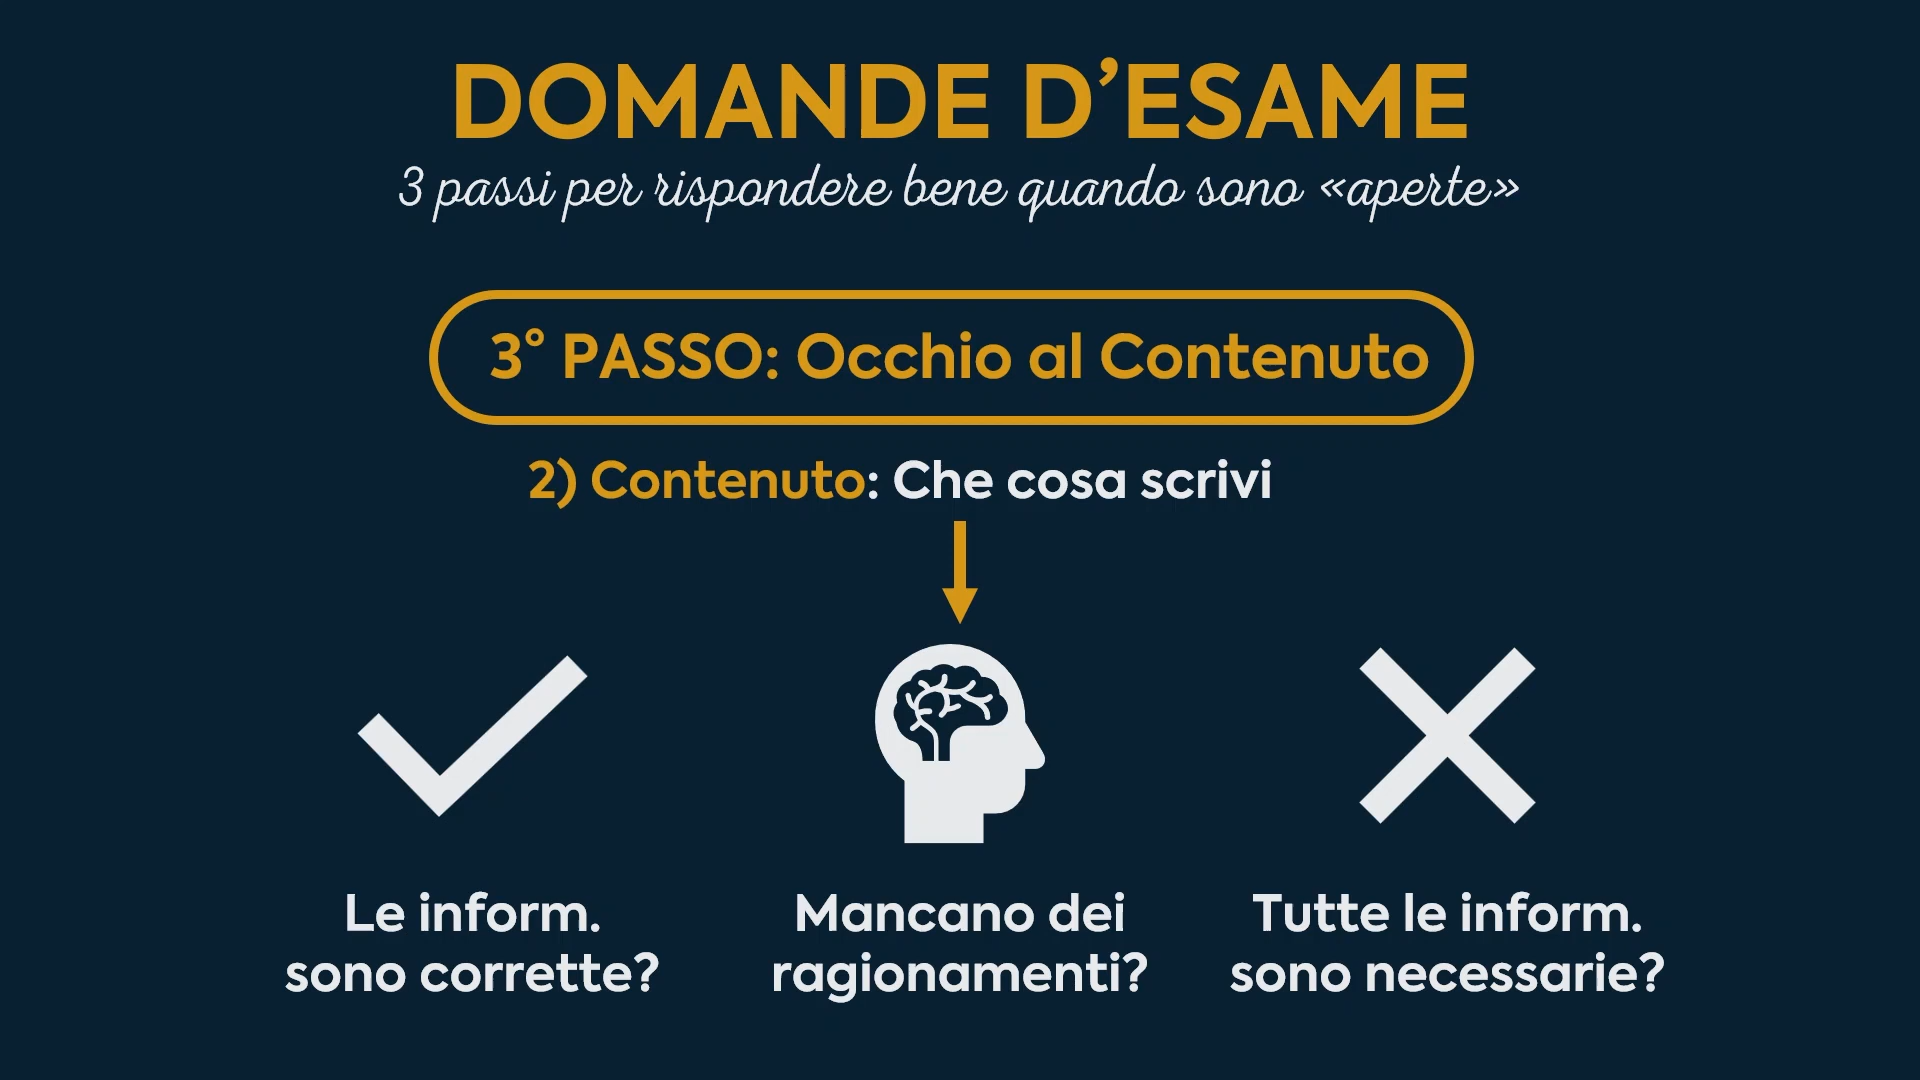 DOMANDE D’ESAME
3 passi per rispondere bene quando sono «aperte»
3° PASSO: Occhio al Contenuto
2) Contenuto: Che cosa scrivi
Le inform.
sono corrette?
Mancano dei
ragionamenti?
Tutte le inform.
sono necessarie?